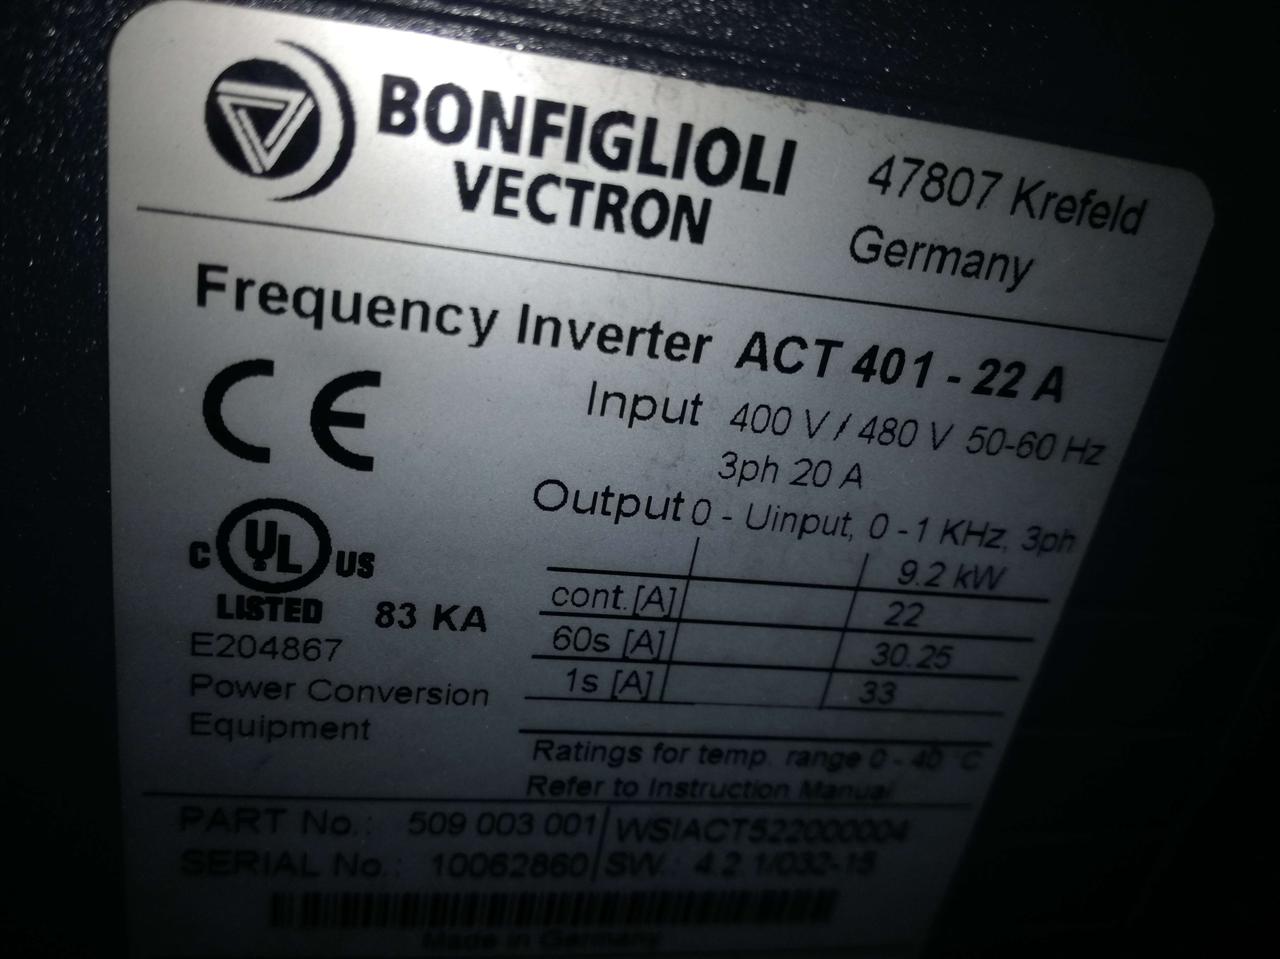 BONFIGLIOLI
VECTRON
47807 Krefeld
Germany
Frequency Inverter ACT 401 - 22 A
CE
Input 400 V / 480 V 50-60 Hz
3ph 20 A
Output 0 - Uinput, 0 - 1 KHz, 3ph
9.2 kW
cont.[A] 22
60s [A] 30.25
1s [A] 33
C UL US
LISTED 83 KA
E204867
Power Conversion
Equipment
Ratings for temp. range 0 - 40 °C
Refer to Instruction Manual
PART No.: 509 003 001 WSIACT522000004
SERIAL No.: 10062860 SW.: 4.2.1/032-15
Made in Germany